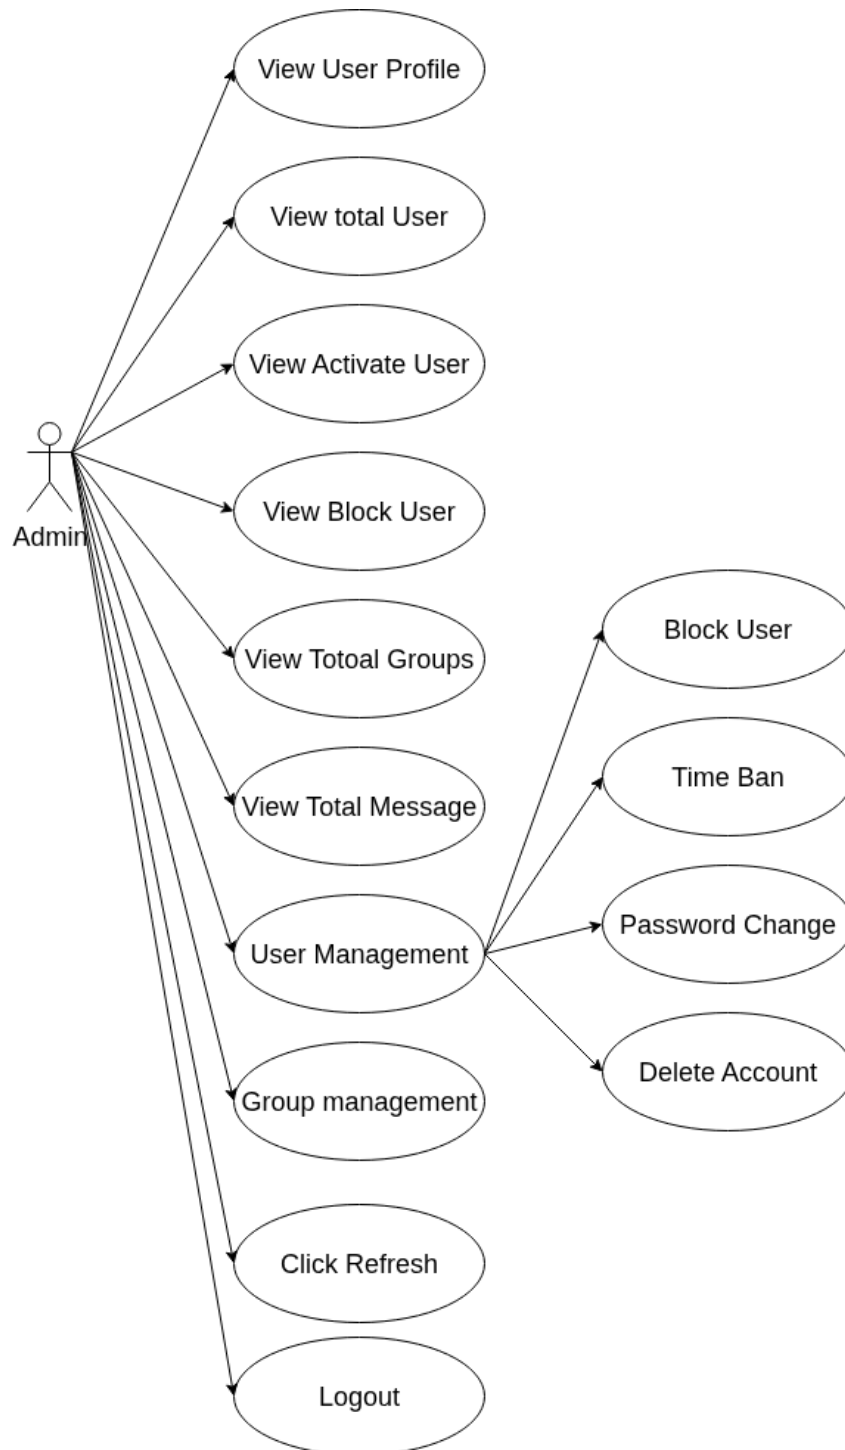 View User Profile
View total User
View Activate User
View Block User
Admin
View Totoal Groups
View Total Message
User Management
Group management
Click Refresh
Logout
Block User
Time Ban
Password Change
Delete Account